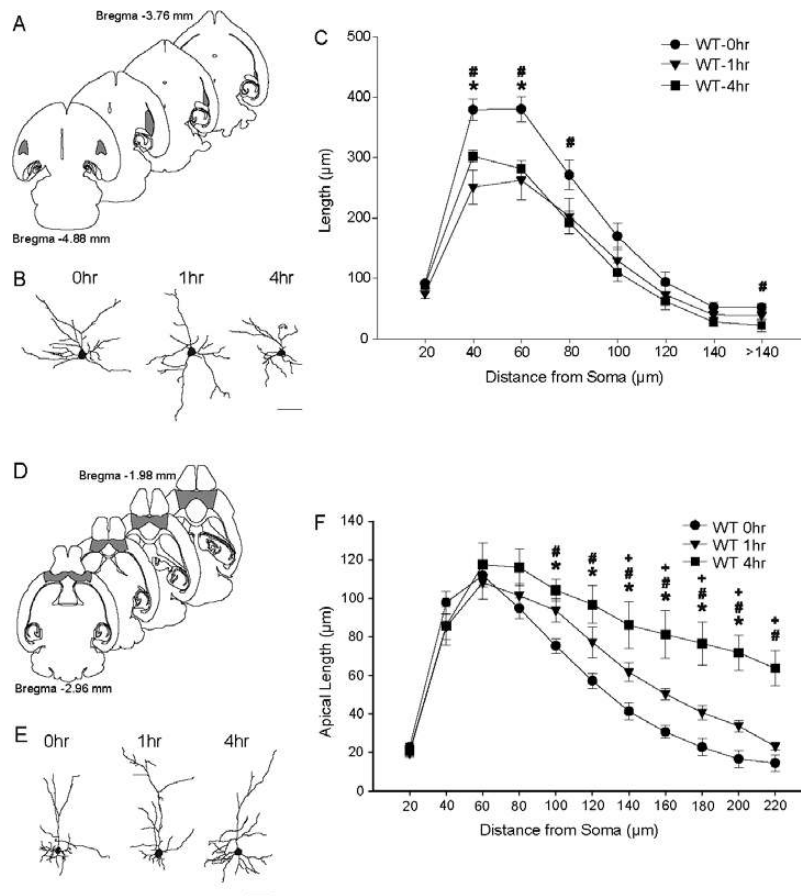 A
Bregma -3.76 mm
Bregma -4.88 mm
B
0hr 1hr 4hr
C
WT-0hr
WT-1hr
WT-4hr
500
400
300
200
100
0
Length (µm)
# #
* *
#
#
20 40 60 80 100 120 140 >140
Distance from Soma (µm)
D
Bregma -1.98 mm
Bregma -2.96 mm
E
0hr 1hr 4hr
F
WT 0hr
WT 1hr
WT 4hr
140
120
100
80
60
40
20
0
Apical Length (µm)
+ + + + +
# # # # # # #
* * * * * *
20 40 60 80 100 120 140 160 180 200 220
Distance from Soma (µm)